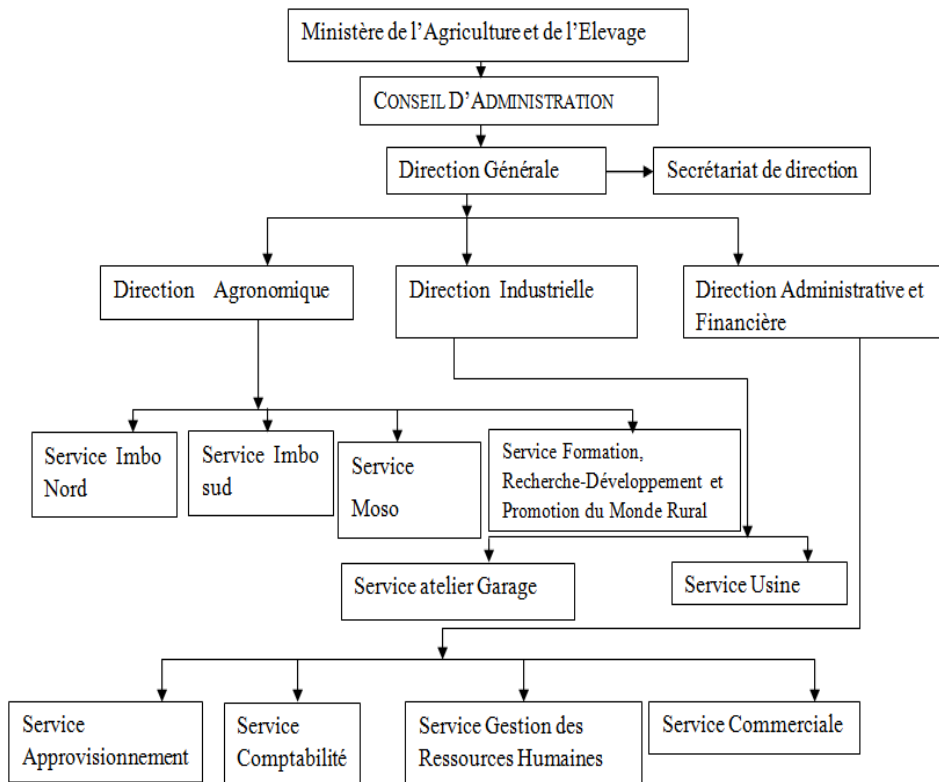 Ministère de l’Agriculture et de l’Elevage
CONSEIL D’ADMINISTRATION
Direction Générale
Secrétariat de direction
Direction Agronomique
Direction Industrielle
Direction Administrative et
Financière
Service Imbo
Nord
Service Imbo
sud
Service
Moso
Service Formation,
Recherche-Développement et
Promotion du Monde Rural
Service atelier Garage
Service Usine
Service
Approvisionnement
Service
Comptabilité
Service Gestion des
Ressources Humaines
Service Commerciale